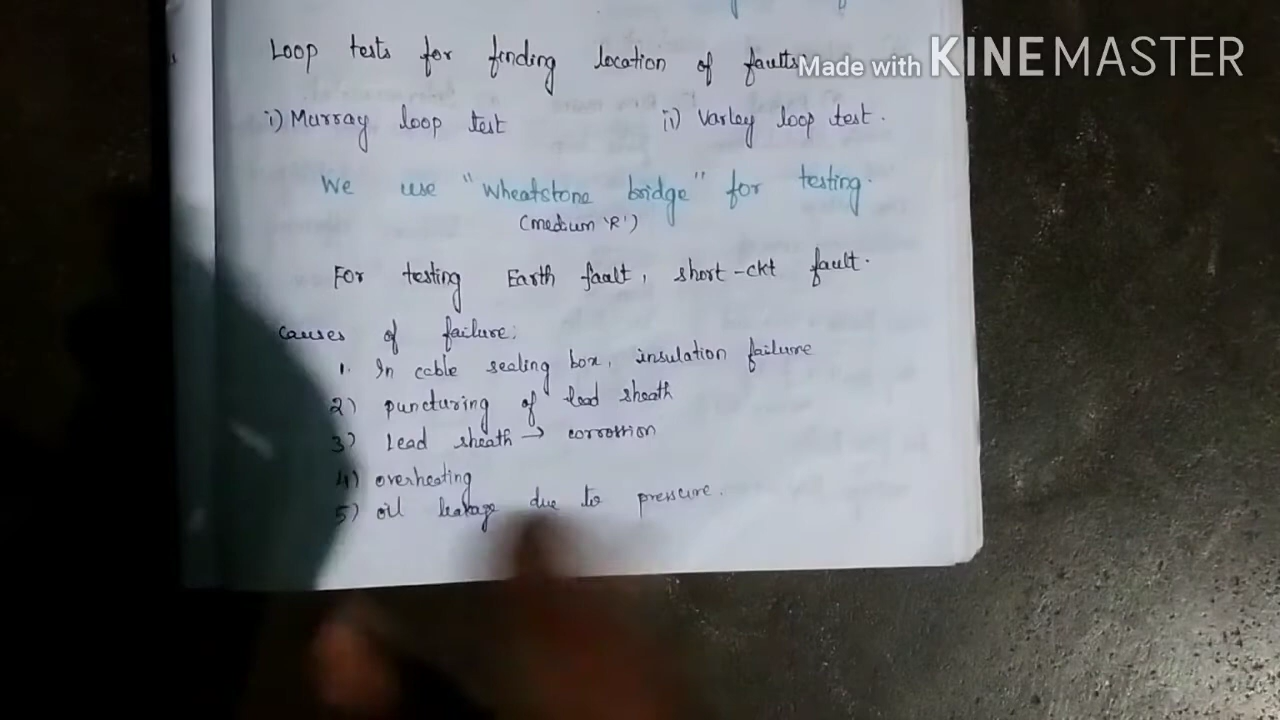 Loop tests for finding location of faults:
Made with KINEMASTER
i) Murray loop test ii) Varley loop test.
We use "Wheatstone bridge" for testing.
(medium 'R')
For testing Earth faalt, short-ckt fault.
causes of failure:
1. In cable sealing box, insulation failure
2) puncturing of lead sheath
3) Lead sheath → corrossion
4) overheating
5) oil leakage due to pressure.